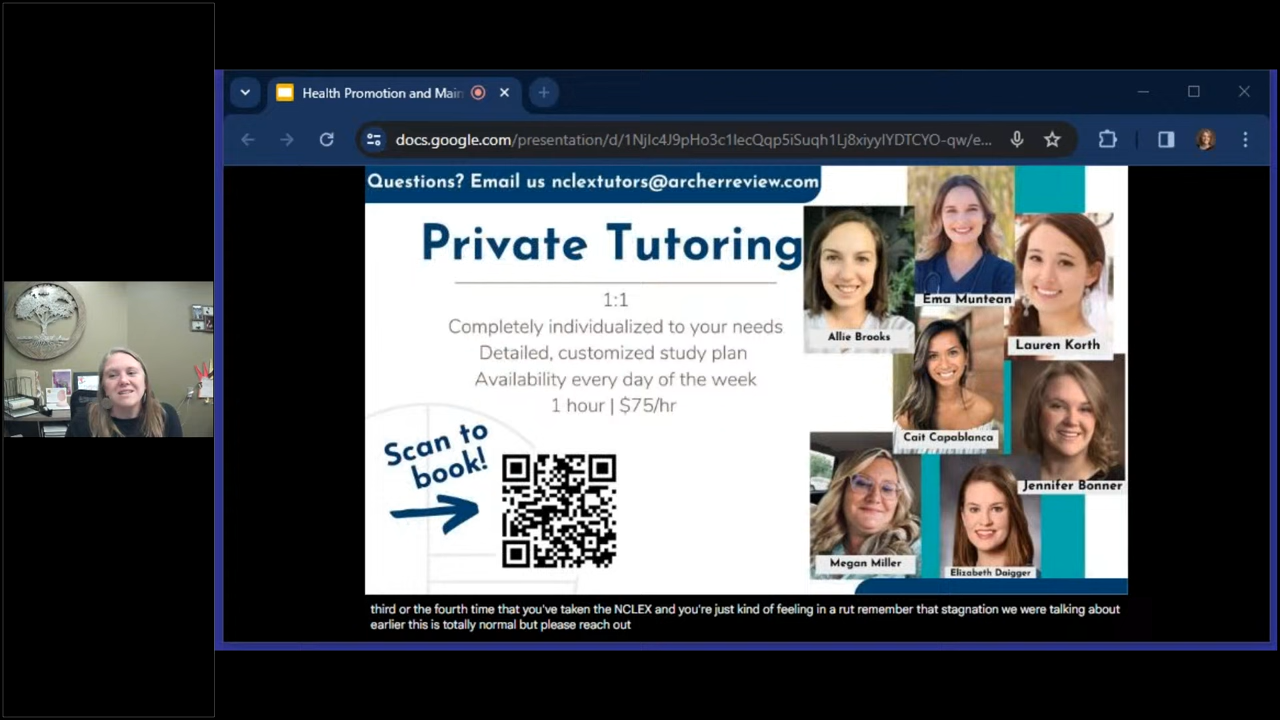 Health Promotion and Main
docs.google.com/presentation/d/1NjIc4J9pHo3c1lecQqp5iSuqh1Lj8xiyylYDTCYO-qw/e...
Questions? Email us nclextutors@archerreview.com
Private Tutoring
1:1
Completely individualized to your needs
Detailed, customized study plan
Availability every day of the week
1 hour | $75/hr
Scan to
book!
Ema Muntean
Allie Brooks
Lauren Korth
Cait Capablanca
Jennifer Bonner
Megan Miller
Elizabeth Daigger
third or the fourth time that you've taken the NCLEX and you're just kind of feeling in a rut remember that stagnation we were talking about
earlier this is totally normal but please reach out